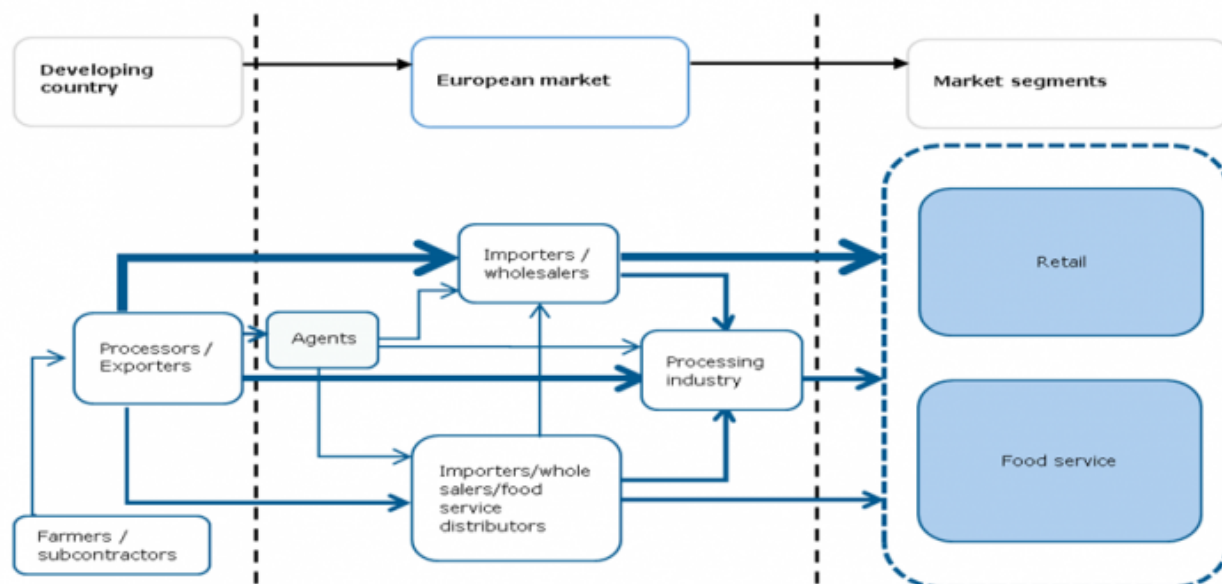 Developing
country
European market
Market segments
Importers /
wholesalers
Retail
Agents
Processors /
Exporters
Processing
industry
Importers/whole
salers/food
service
distributors
Food service
Farmers /
subcontractors